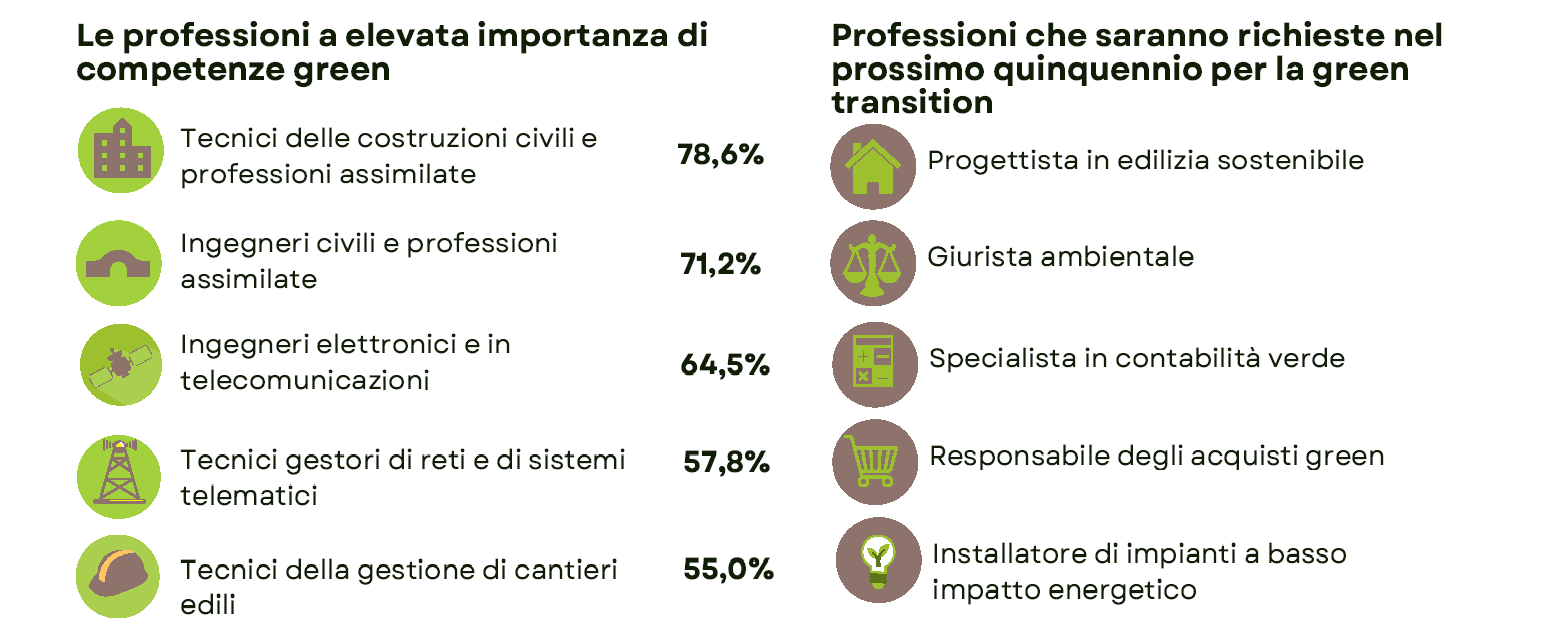 Le professioni a elevata importanza di
competenze green
Tecnici delle costruzioni civili e
professioni assimilate
78,6%
Ingegneri civili e professioni
assimilate
71,2%
Ingegneri elettronici e in
telecomunicazioni
64,5%
Tecnici gestori di reti e di sistemi
telematici
57,8%
Tecnici della gestione di cantieri
edili
55,0%
Professioni che saranno richieste nel
prossimo quinquennio per la green
transition
Progettista in edilizia sostenibile
Giurista ambientale
Specialista in contabilità verde
Responsabile degli acquisti green
Installatore di impianti a basso
impatto energetico